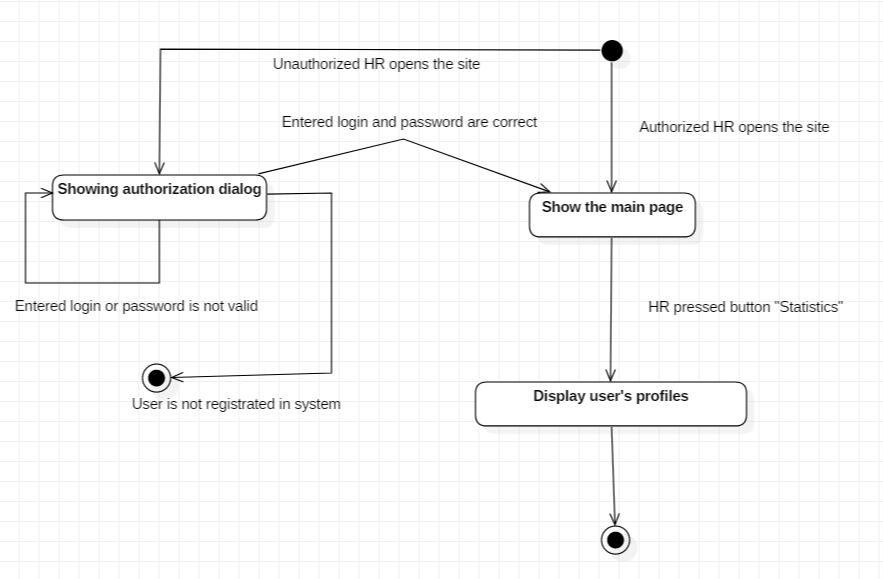 Unauthorized HR opens the site
Entered login and password are correct
Authorized HR opens the site
Showing authorization dialog
Show the main page
Entered login or password is not valid
HR pressed button "Statistics"
User is not registrated in system
Display user's profiles